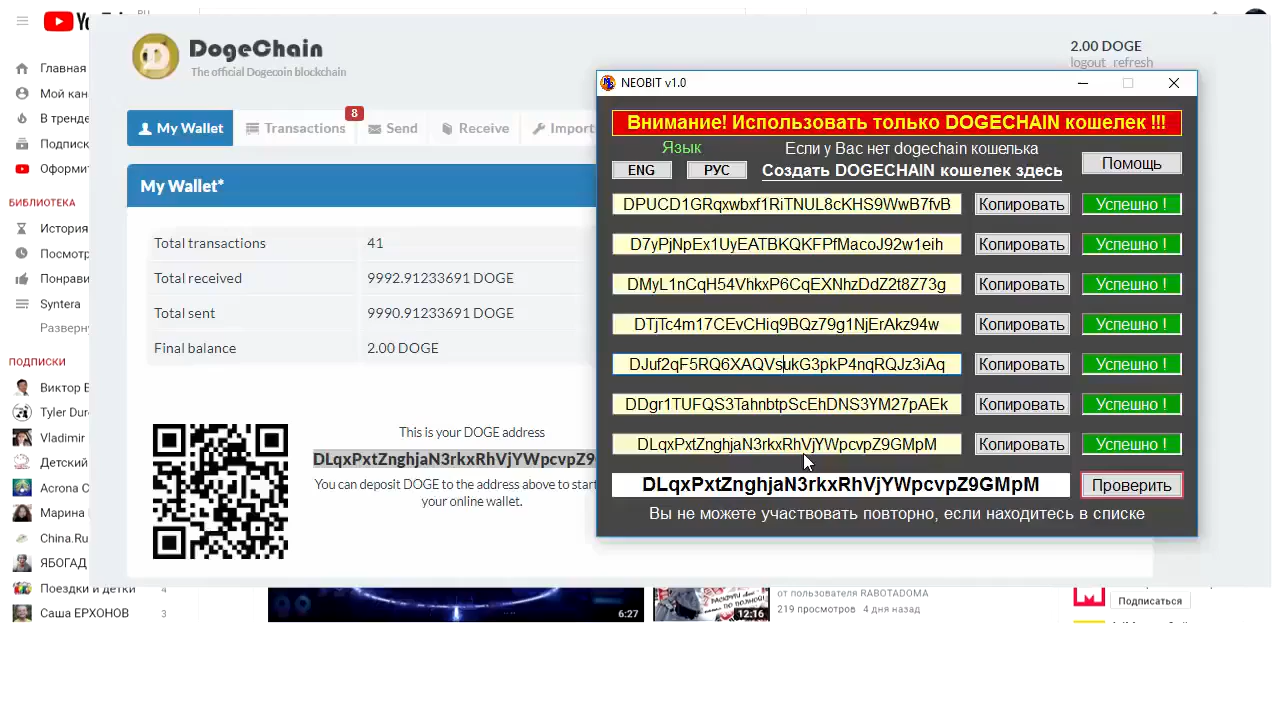 RU
DogeChain
The official Dogecoin blockchain
2.00 DOGE
logout refresh
My Wallet
Transactions
8
Send
Receive
Import
My Wallet*
Total transactions 41
Total received 9992.91233691 DOGE
Total sent 9990.91233691 DOGE
Final balance 2.00 DOGE
This is your DOGE address
DLqxPxtZnghjaN3rkxRhVjYWpcvpZ9
You can deposit DOGE to the address above to start
your online wallet.
NEOBIT v1.0
Внимание! Использовать только DOGECHAIN кошелек !!!
Язык
Если у Вас нет dogechain кошелька
ENG
РУС
Создать DOGECHAIN кошелек здесь
Помощь
DPUCD1GRqxwbxf1RiTNUL8cKHS9WwB7fvB Копировать Успешно !
D7yPjNpEx1UyEATBKQKFPfMacoJ92w1eih Копировать Успешно !
DMyL1nCqH54VhkxP6CqEXNhzDdZ2t8Z73g Копировать Успешно !
DTjTc4m17CEvCHiq9BQz79g1NjErAkz94w Копировать Успешно !
DJuf2qF5RQ6XAQVsukG3pkP4nqRQJz3iAq Копировать Успешно !
DDgr1TUFQS3TahnbtpScEhDNS3YM27pAEk Копировать Успешно !
DLqxPxtZnghjaN3rkxRhVjYWpcvpZ9GMpM Копировать Успешно !
DLqxPxtZnghjaN3rkxRhVjYWpcvpZ9GMpM Проверить
Вы не можете участвовать повторно, если находитесь в списке
Главная
Мой кан
В тренде
Подписк
Оформит
БИБЛИОТЕКА
История
Посмотр
Понрави
Syntera
Разверну
ПОДПИСКИ
Виктор Е
Tyler Dur
Vladimir
Детский
Acrona C
Марина
China.Ru
ЯБОГАД
Поездки и детки 4
Саша ЕРХОНОВ 3
6:27
12:16
от пользователя RABOTADOMA
219 просмотров 4 дня назад
Подписаться